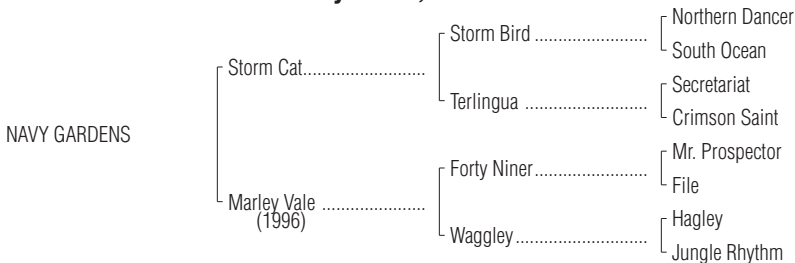 Northern Dancer
Storm Bird ........................
South Ocean
Storm Cat..........................
Secretariat
Terlingua ..........................
Crimson Saint
NAVY GARDENS
Mr. Prospector
Forty Niner........................
File
Marley Vale ......................
(1996)
Hagley
Waggley............................
Jungle Rhythm